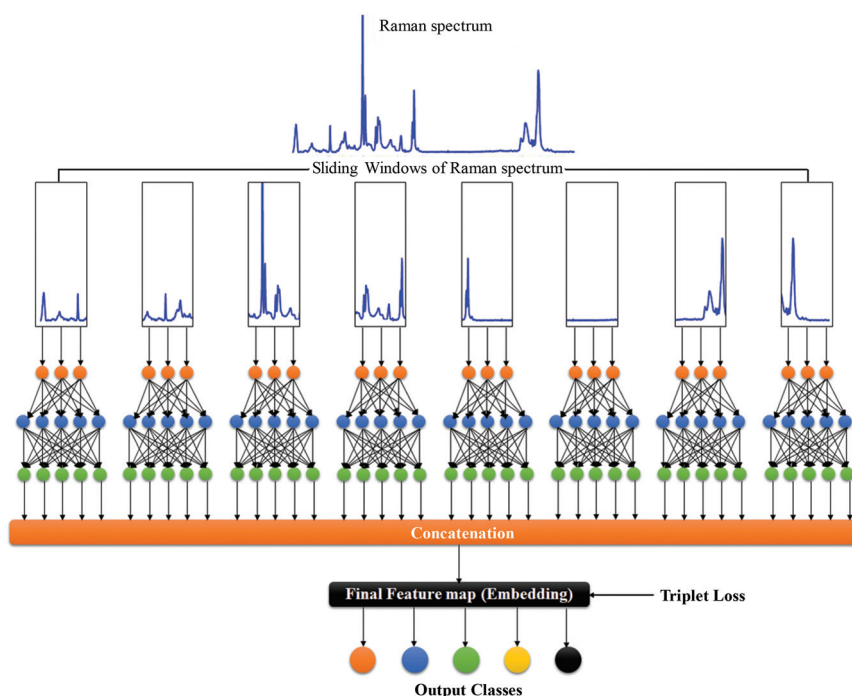 Raman spectrum
Sliding Windows of Raman spectrum
Concatenation
Final Feature map (Embedding)
Triplet Loss
Output Classes